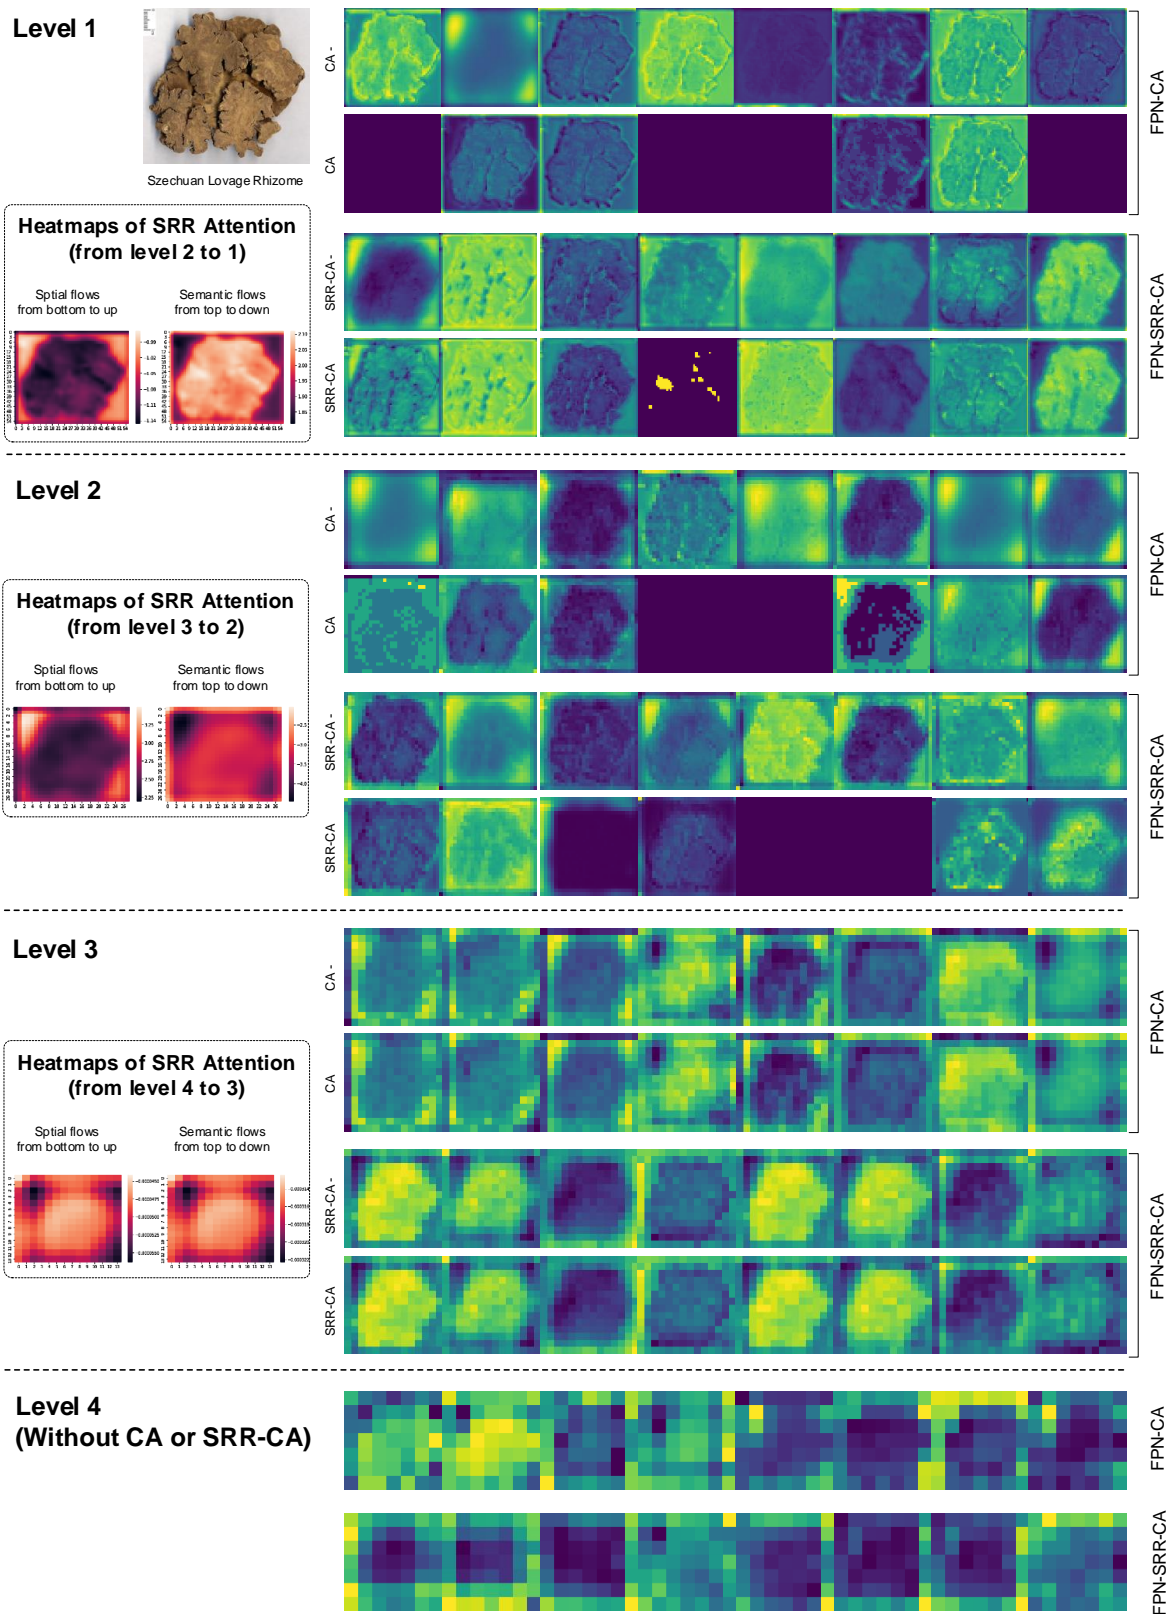 Level 1
Szechuan Lovage Rhizome
CA -
CA
FPN-CA
Heatmaps of SRR Attention
(from level 2 to 1)
Sptial flows
from bottom to up
Semantic flows
from top to down
SRR-CA -
SRR-CA
FPN-SRR-CA
Level 2
CA -
CA
FPN-CA
Heatmaps of SRR Attention
(from level 3 to 2)
Sptial flows
from bottom to up
Semantic flows
from top to down
SRR-CA -
SRR-CA
FPN-SRR-CA
Level 3
CA -
CA
FPN-CA
Heatmaps of SRR Attention
(from level 4 to 3)
Sptial flows
from bottom to up
Semantic flows
from top to down
SRR-CA -
SRR-CA
FPN-SRR-CA
Level 4
(Without CA or SRR-CA)
FPN-CA
FPN-SRR-CA